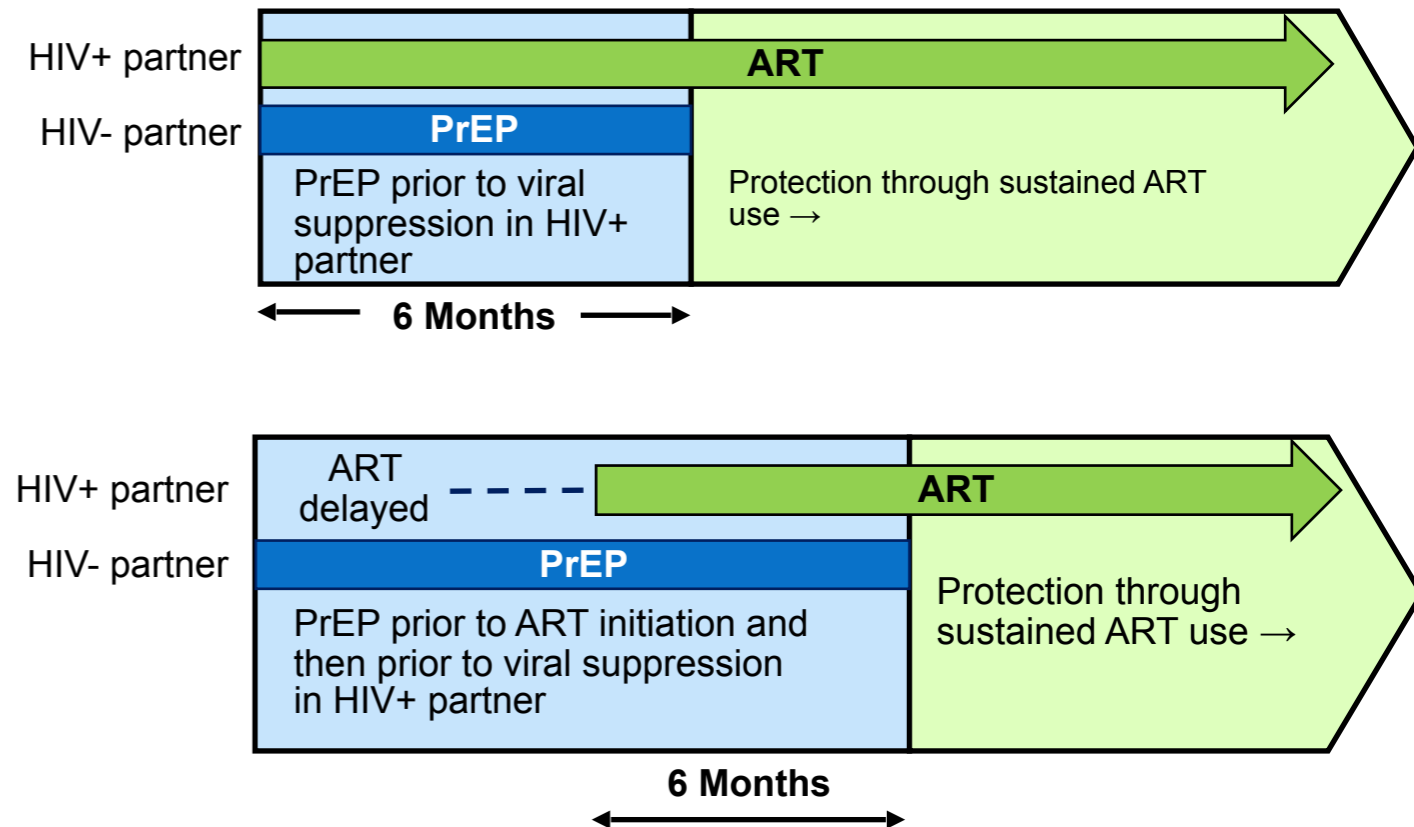 HIV+ partner
ART
HIV- partner
PrEP
PrEP prior to viral
suppression in HIV+
partner
Protection through sustained ART
use →
6 Months
HIV+ partner
ART
delayed
ART
HIV- partner
PrEP
PrEP prior to ART initiation and
then prior to viral suppression
in HIV+ partner
Protection through
sustained ART use →
6 Months